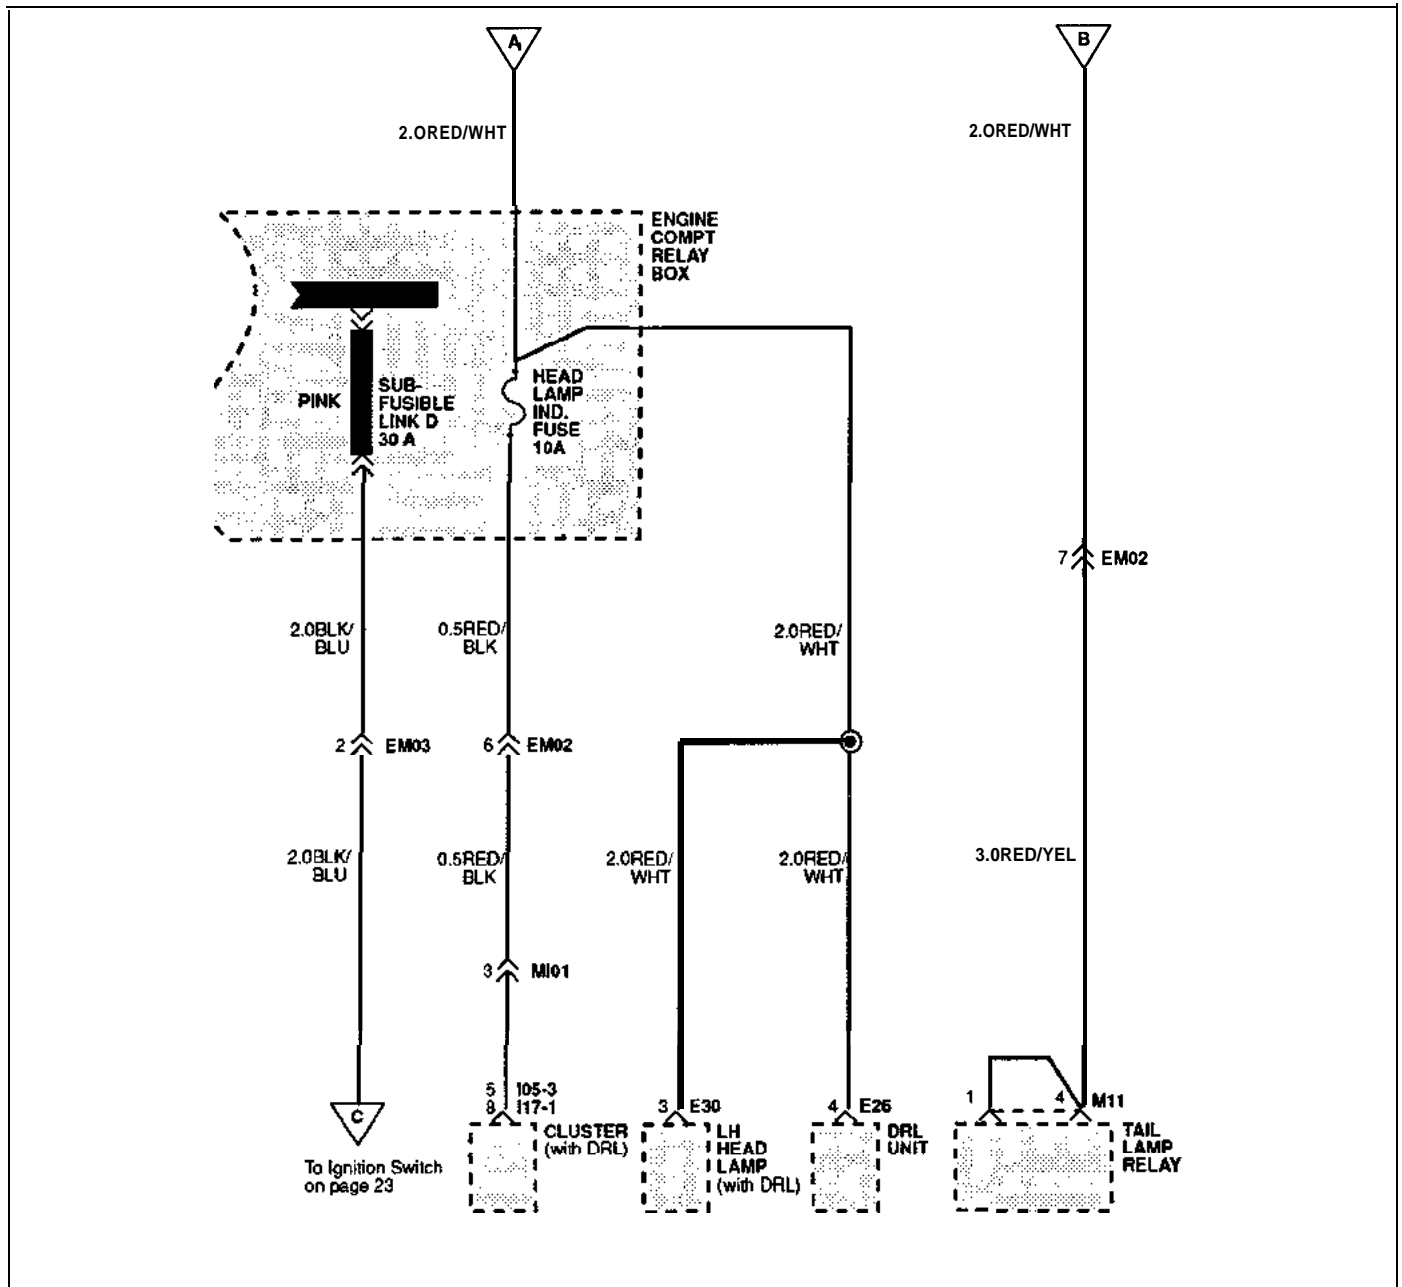 A
B
2.ORED/WHT
2.ORED/WHT
ENGINE
COMPT
RELAY
BOX
PINK
SUB-
FUSIBLE
LINK D
30 A
HEAD
LAMP
IND.
FUSE
10A
7
EM02
2.0BLK/
BLU
0.5RED/
BLK
2.0RED/
WHT
2
EM03
6
EM02
2.0BLK/
BLU
0.5RED/
BLK
2.0RED/
WHT
2.0RED/
WHT
3.0RED/YEL
3
MI01
C
To Ignition Switch
on page 23
5 I05-3
8 I17-1
CLUSTER
(with DRL)
3
E30
LH
HEAD
LAMP
(with DRL)
4
E26
DRL
UNIT
1
4
M11
TAIL
LAMP
RELAY